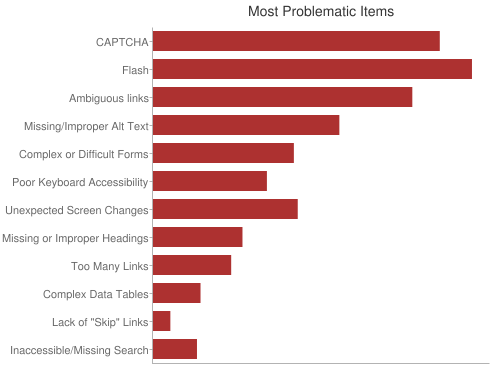 Most Problematic Items
CAPTCHA
Flash
Ambiguous links
Missing/Improper Alt Text
Complex or Difficult Forms
Poor Keyboard Accessibility
Unexpected Screen Changes
Missing or Improper Headings
Too Many Links
Complex Data Tables
Lack of "Skip" Links
Inaccessible/Missing Search